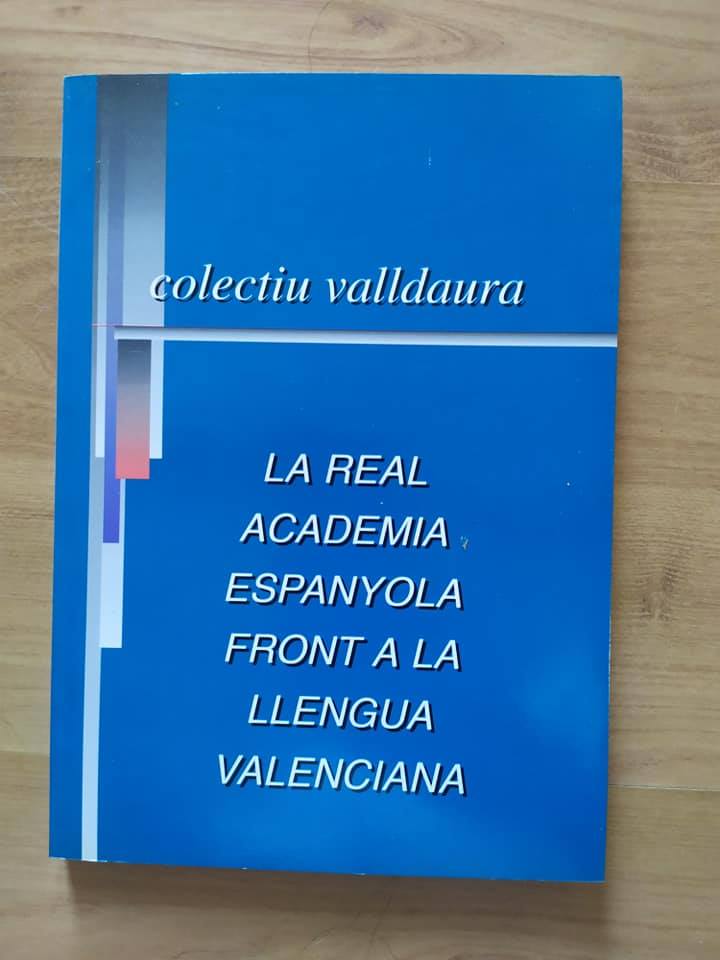 colectiu valldaura
LA REAL
ACADEMIA
ESPANYOLA
FRONT A LA
LLENGUA
VALENCIANA